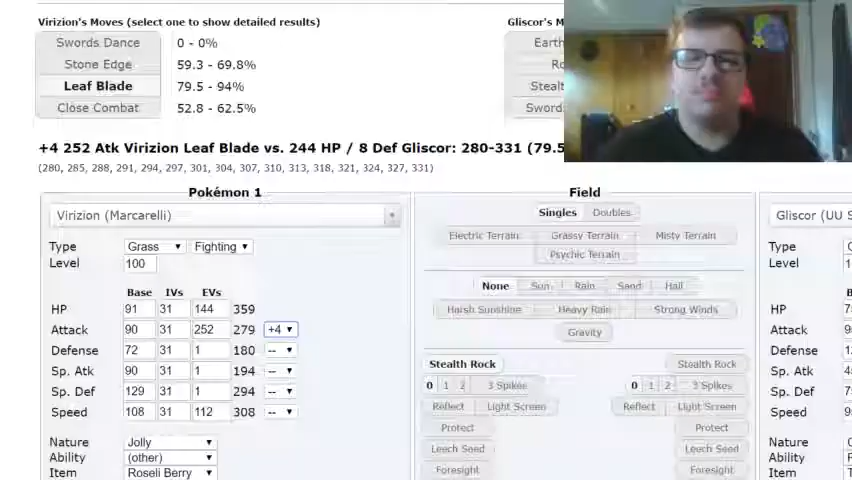 Virizion's Moves (select one to show detailed results)
Gliscor's M
Swords Dance 0 - 0%
Earth
Stone Edge 59.3 - 69.8%
Ro
Leaf Blade 79.5 - 94%
Stealt
Close Combat 52.8 - 62.5%
Sword
+4 252 Atk Virizion Leaf Blade vs. 244 HP / 8 Def Gliscor: 280-331 (79.5
(280, 285, 288, 291, 294, 297, 301, 304, 307, 310, 313, 318, 321, 324, 327, 331)
Pokémon 1
Virizion (Marcarelli)
Type Grass Fighting
Level 100
Base IVs EVs
HP 91 31 144 359
Attack 90 31 252 279 +4
Defense 72 31 1 180 --
Sp. Atk 90 31 1 194 --
Sp. Def 129 31 1 294 --
Speed 108 31 112 308 --
Nature Jolly
Ability (other)
Item Roseli Berry
Field
Singles Doubles
Electric Terrain Grassy Terrain Misty Terrain
Psychic Terrain
None Sun Rain Sand Hail
Harsh Sunshine Heavy Rain Strong Winds
Gravity
Stealth Rock Stealth Rock
0 1 2 3 Spikes 0 1 2 3 Spikes
Reflect Light Screen Reflect Light Screen
Protect Protect
Leech Seed Leech Seed
Foresight Foresight
Gliscor (UU S
Type
Level 1
HP 7
Attack 9
Defense 12
Sp. Atk 4
Sp. Def 7
Speed 9
Nature
Ability
Item